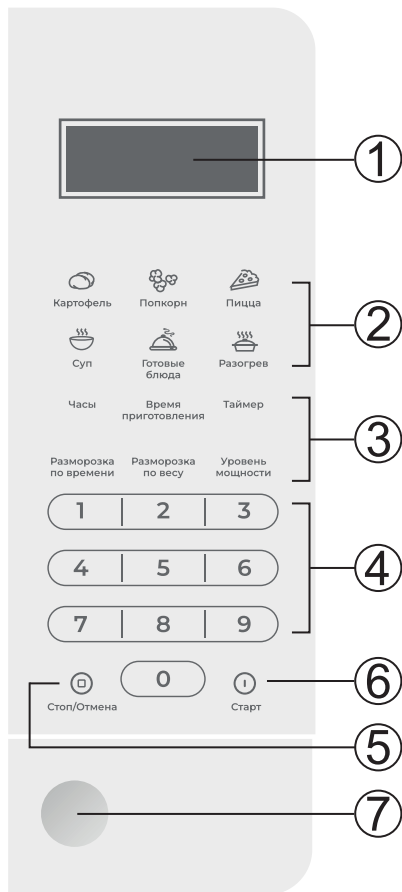 1
Картофель Попкорн Пицца
2
Суп Готовые блюда Разогрев
Часы Время приготовления Таймер
3
Разморозка по времени Разморозка по весу Уровень мощности
1 2 3
4
4 5 6
7 8 9
0
6
Стоп/Отмена Старт
5
7